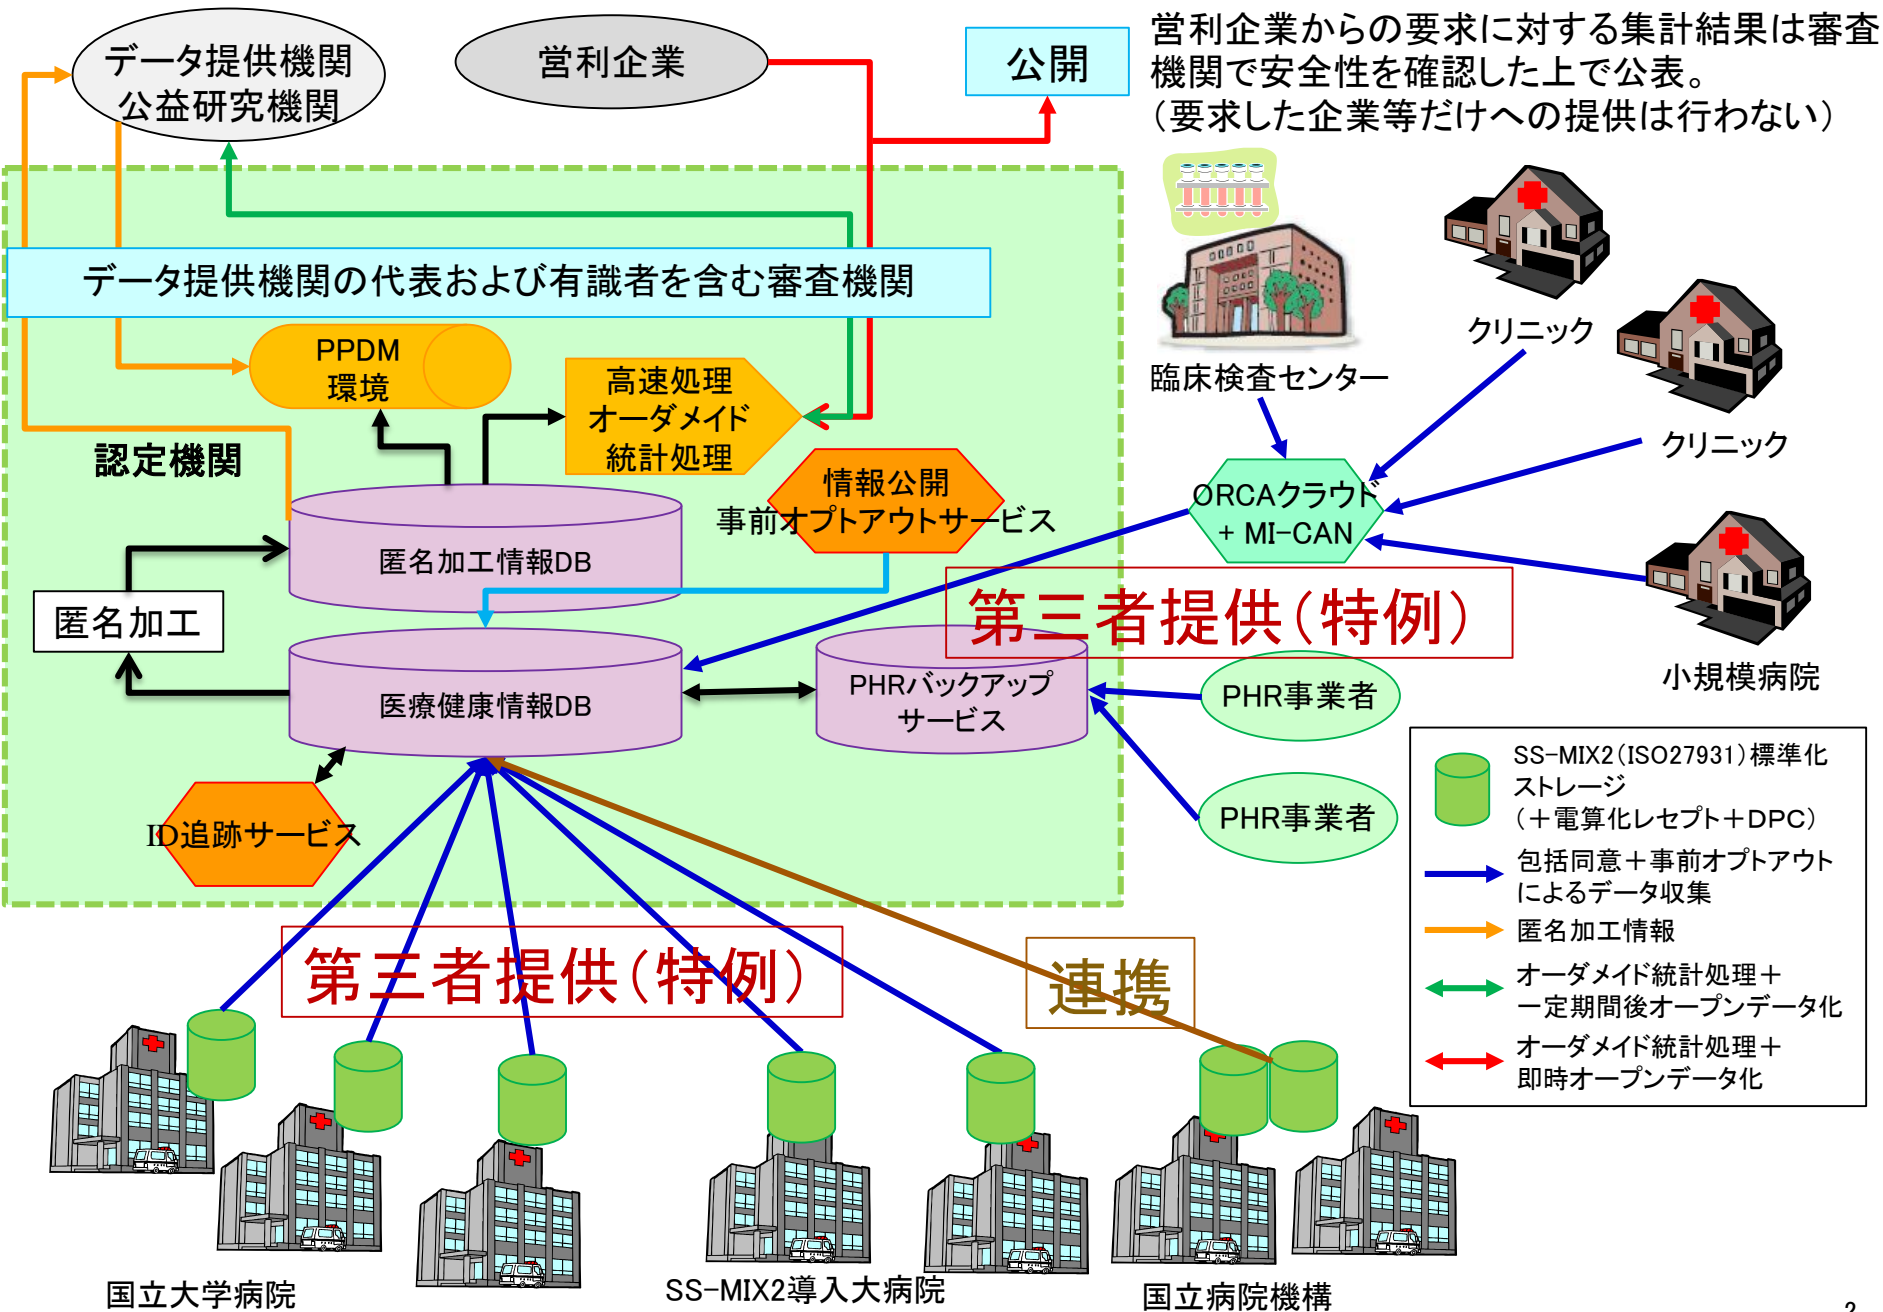 データ提供機関
公益研究機関
営利企業
公開
営利企業からの要求に対する集計結果は審査
機関で安全性を確認した上で公表。
（要求した企業等だけへの提供は行わない）
データ提供機関の代表および有識者を含む審査機関
PPDM
環境
高速処理
オーダメイド
統計処理
認定機関
情報公開
事前オプトアウトサービス
匿名加工情報DB
匿名加工
医療健康情報DB
PHRバックアップ
サービス
ID追跡サービス
臨床検査センター
クリニック
クリニック
ORCAクラウド
+ MI-CAN
小規模病院
第三者提供（特例）
PHR事業者
PHR事業者
SS-MIX2（ISO27931）標準化
ストレージ
（＋電算化レセプト＋DPC）
包括同意＋事前オプトアウト
によるデータ収集
匿名加工情報
オーダメイド統計処理＋
一定期間後オープンデータ化
オーダメイド統計処理＋
即時オープンデータ化
第三者提供（特例）
連携
国立大学病院
SS-MIX2導入大病院
国立病院機構
2